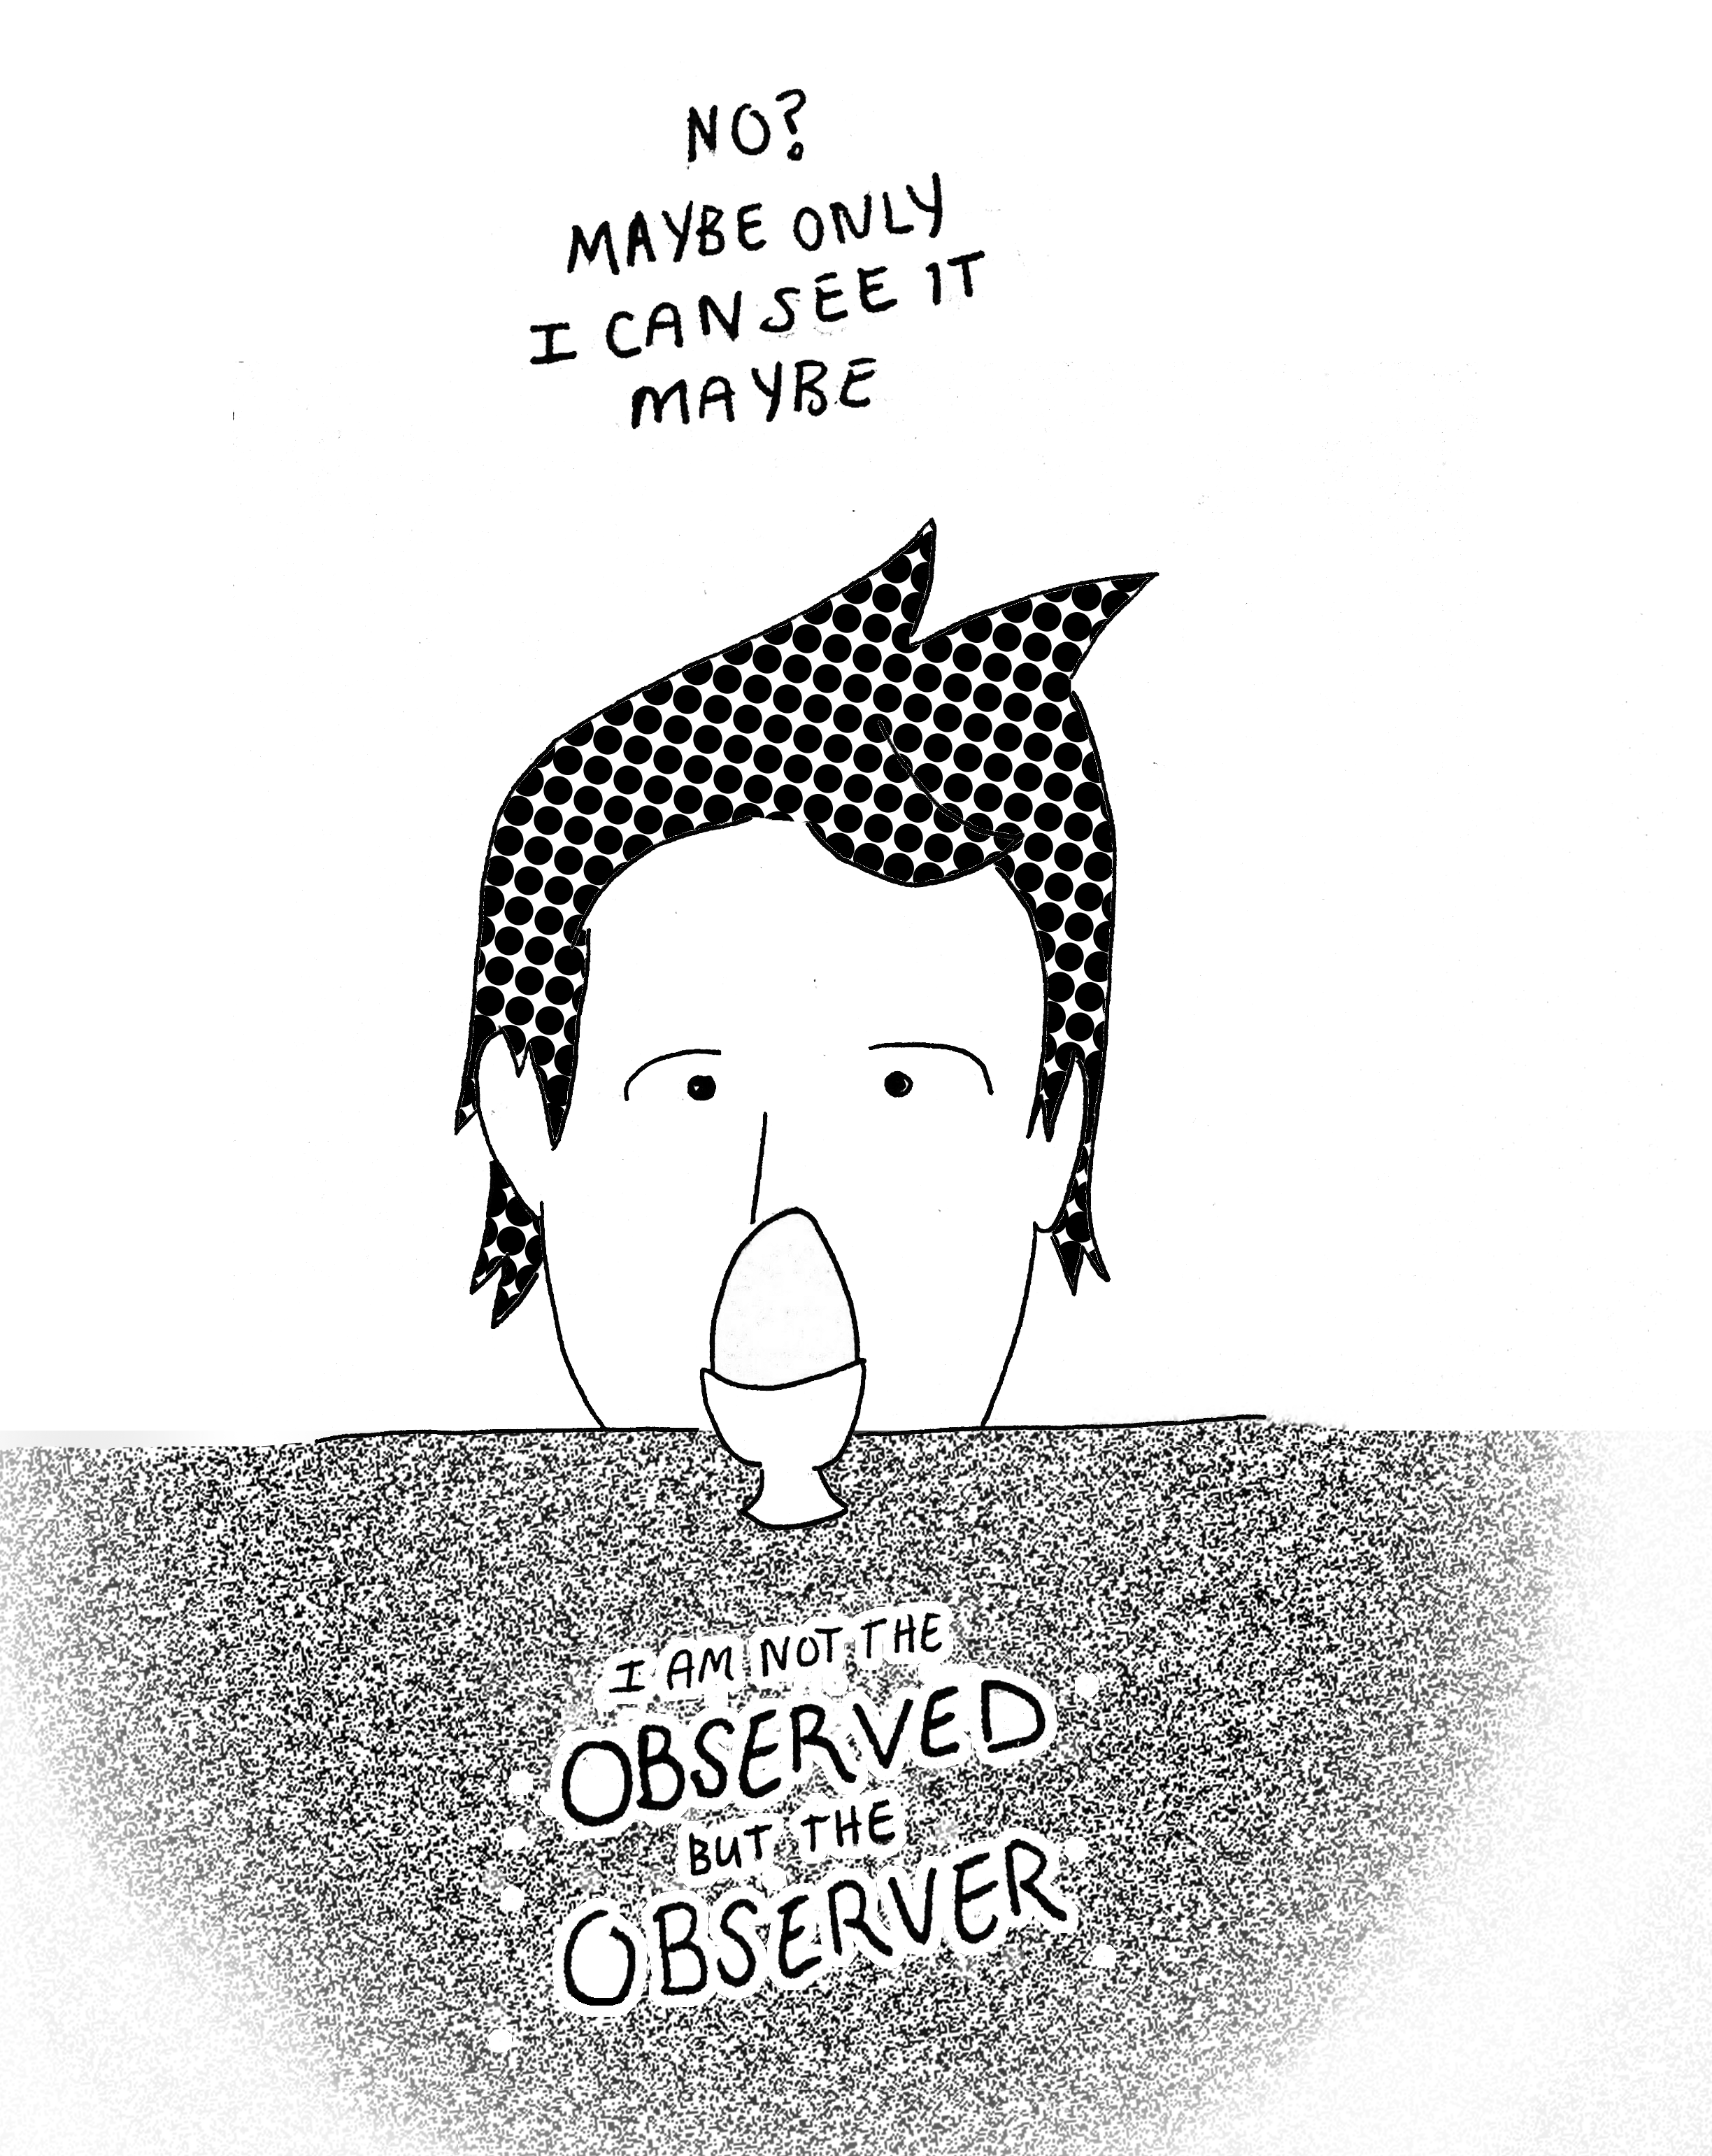 NO?
MAYBE ONLY
I CAN SEE IT
MAYBE
I AM NOT THE
OBSERVED
BUT THE
OBSERVER